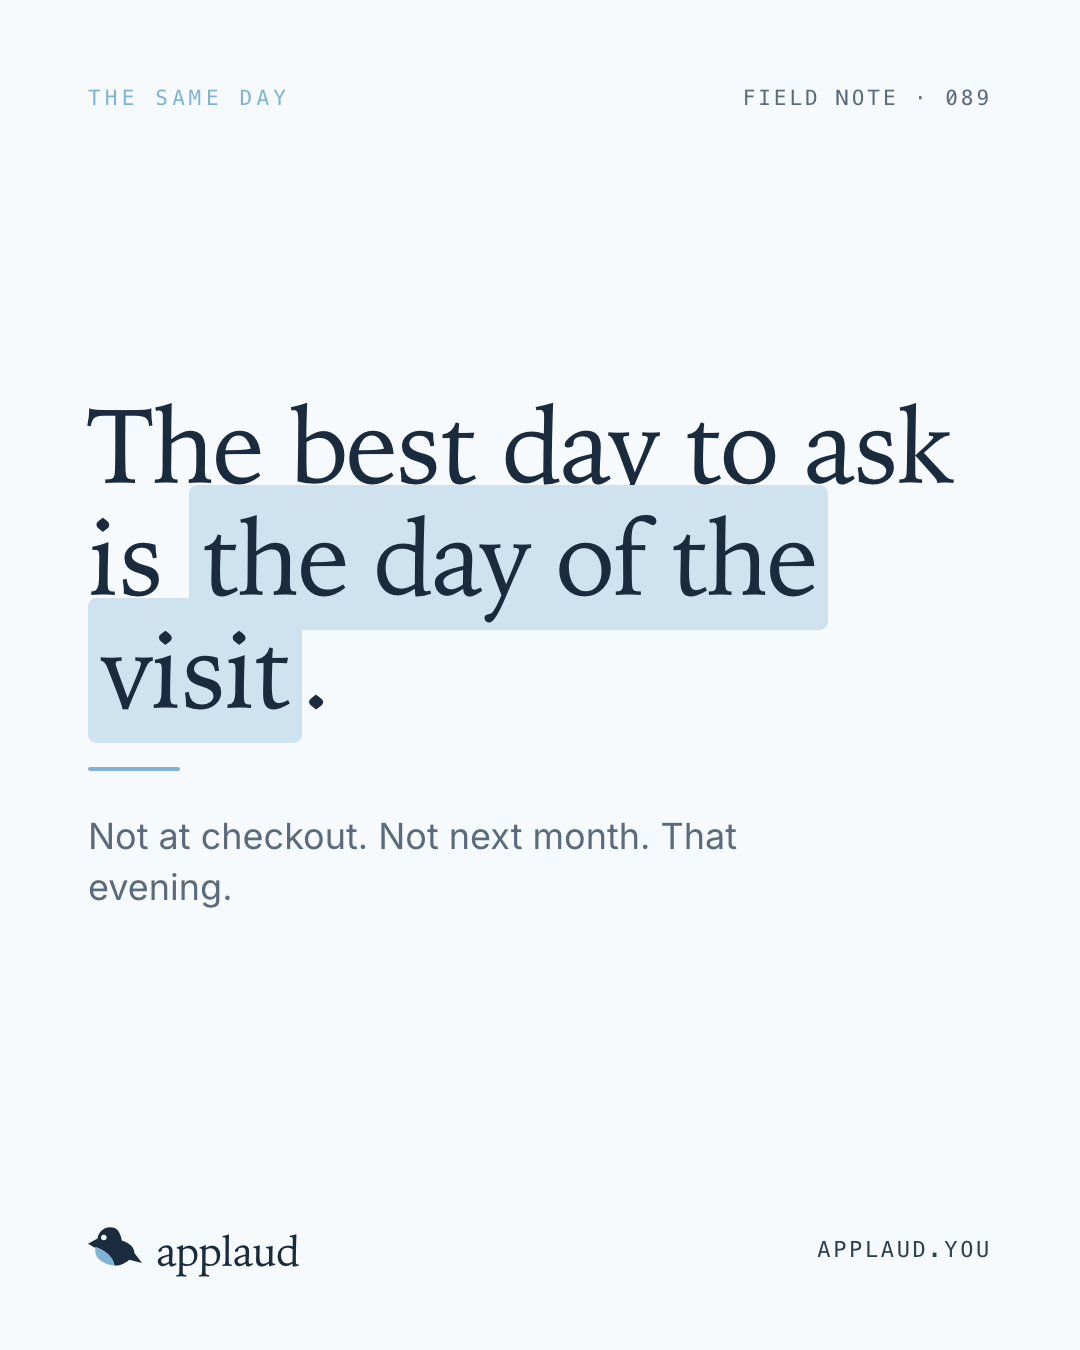 THE SAME DAY
FIELD NOTE · 089
The best day to ask
is the day of the
visit.
Not at checkout. Not next month. That
evening.
applaud
APPLAUD.YOU